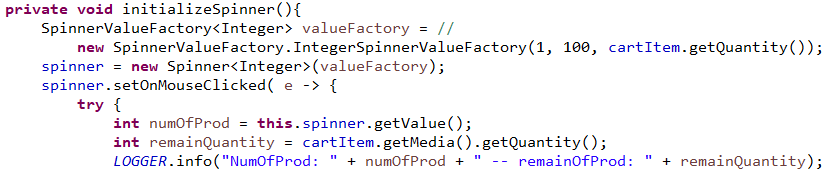 private void initializeSpinner(){
    SpinnerValueFactory<Integer> valueFactory = //
        new SpinnerValueFactory.IntegerSpinnerValueFactory(1, 100, cartItem.getQuantity());
    spinner = new Spinner<Integer>(valueFactory);
    spinner.setOnMouseClicked( e -> {
        try {
            int numOfProd = this.spinner.getValue();
            int remainQuantity = cartItem.getMedia().getQuantity();
            LOGGER.info("NumOfProd: " + numOfProd + " -- remainOfProd: " + remainQuantity);